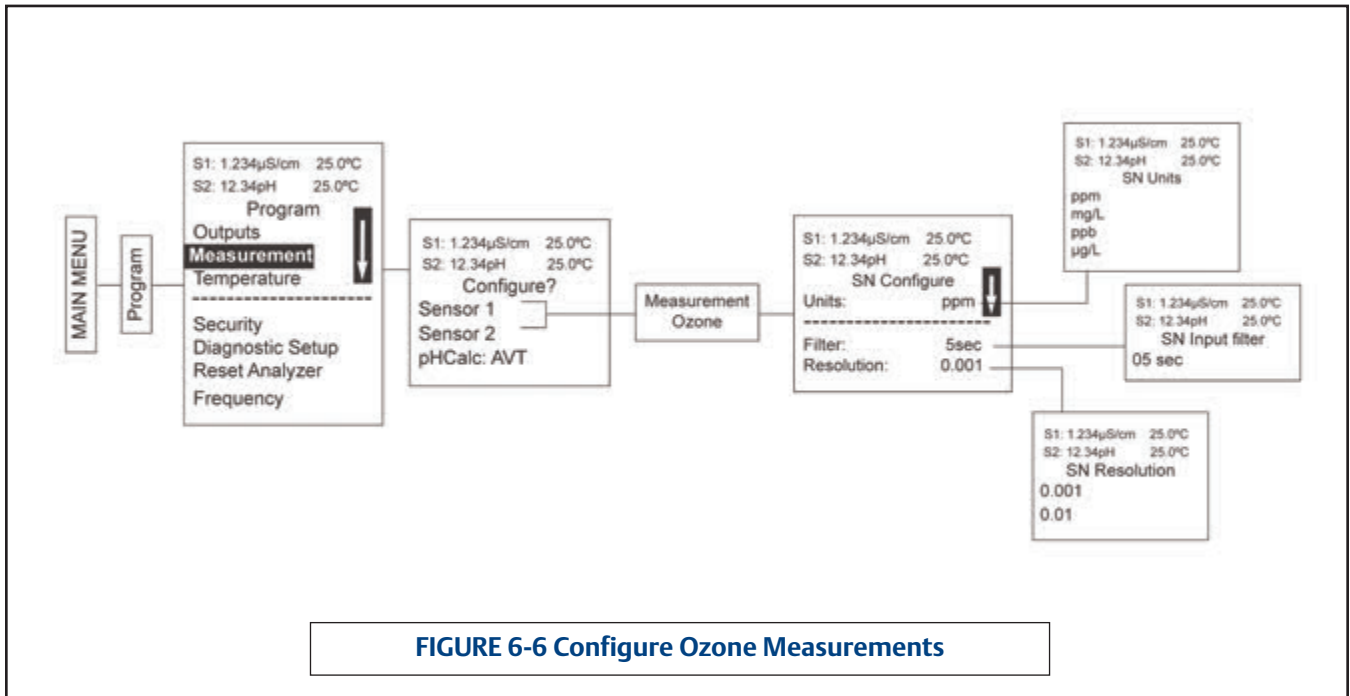 MAIN MENU
Program
S1: 1.234µS/cm 25.0ºC
S2: 12.34pH 25.0ºC
Program
Outputs
Measurement
Temperature
Security
Diagnostic Setup
Reset Analyzer
Frequency
S1: 1.234µS/cm 25.0ºC
S2: 12.34pH 25.0ºC
Configure?
Sensor 1
Sensor 2
pHCalc: AVT
Measurement
Ozone
S1: 1.234µS/cm 25.0ºC
S2: 12.34pH 25.0ºC
SN Configure
Units: ppm
Filter: 5sec
Resolution: 0.001
S1: 1.234µS/cm 25.0ºC
S2: 12.34pH 25.0ºC
SN Units
ppm
mg/L
ppb
µg/L
S1: 1.234µS/cm 25.0ºC
S2: 12.34pH 25.0ºC
SN Input filter
05 sec
S1: 1.234µS/cm 25.0ºC
S2: 12.34pH 25.0ºC
SN Resolution
0.001
0.01
FIGURE 6-6 Configure Ozone Measurements